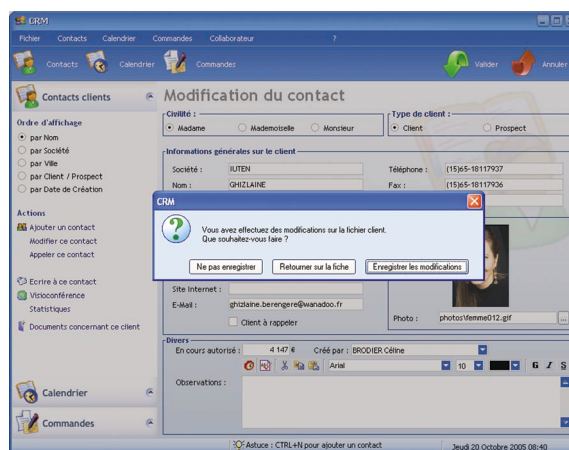 CRM
Fichier Contacts Calendrier Commandes Collaborateur ?
Contacts Calendrier Commandes Valider Annuler
Contacts clients
Ordre d'affichage
par Nom
par Société
par Ville
par Client / Prospect
par Date de Création
Actions
Ajouter un contact
Modifier ce contact
Appeler ce contact
Ecrire à ce contact
Visioconférence
Statistiques
Documents concernant ce client
Calendrier
Commandes
Modification du contact
Civilité :
Madame Mademoiselle Monsieur
Type de client :
Client Prospect
Informations générales sur le client
Société : IUTEN
Téléphone : (15)65-18117937
Nom : GHIZLAINE
Fax : (15)65-18117936
CRM
Vous avez effectuez des modifications sur la fichier client.
Que souhaitez-vous faire ?
Ne pas enregistrer Retourner sur la fiche Enregistrer les modifications
Site Internet :
E-Mail : ghizlaine.berengere@wanadoo.fr
Client à rappeler
Photo : photos\femme012.gif ...
Divers
En cours autorisé : 4 147 € Créé par : BRODIER Céline
Arial 10 G I S
Observations :
Astuce : CTRL+N pour ajouter un contact
Jeudi 20 Octobre 2005 08:40